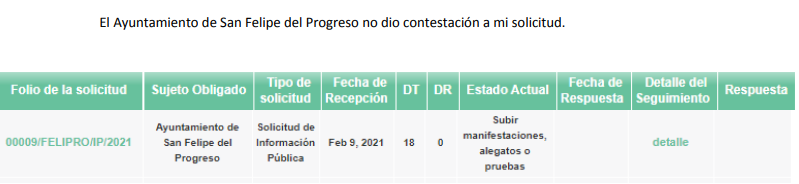 El Ayuntamiento de San Felipe del Progreso no dio contestación a mi solicitud.
Folio de la solicitud Sujeto Obligado Tipo de solicitud Fecha de Recepción DT DR Estado Actual Fecha de Respuesta Detalle del Seguimiento Respuesta
00009/FELIPRO/IP/2021 Ayuntamiento de San Felipe del Progreso Solicitud de Información Pública Feb 9, 2021 18 0 Subir manifestaciones, alegatos o pruebas detalle